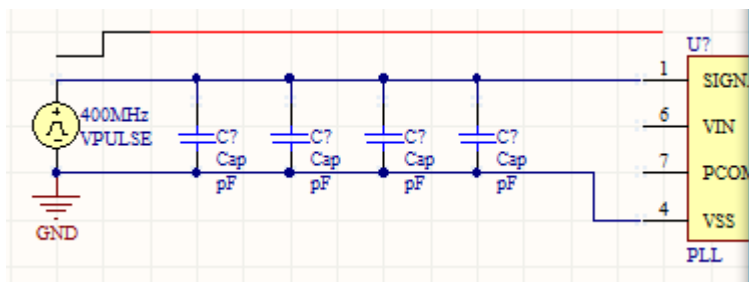 U?
1
SIGN
400MHz
VPULSE
6
VIN
C?
Cap
pF
C?
Cap
pF
C?
Cap
pF
C?
Cap
pF
7
PCOM
4
VSS
GND
PLL